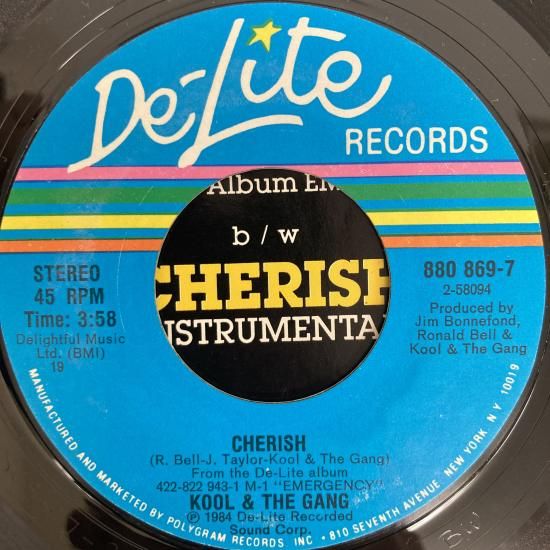 De-Lite
RECORDS
Album EM
b/w
CHERISH
INSTRUMENTA
STEREO
45 RPM
Time: 3:58
Delightful Music
Ltd. (BMI)
19
880 869-7
2-58094
Produced by
Jim Bonnefond,
Ronald Bell &
Kool & The Gang
CHERISH
(R. Bell-J. Taylor-Kool & The Gang)
From the De-Lite album
422-822 943-1 M-1 "EMERGENCY"
KOOL & THE GANG
℗ 1984 De-Lite Recorded
Sound Corp.
MANUFACTURED AND MARKETED BY POLYGRAM RECORDS INC • 810 SEVENTH AVENUE, NEW YORK, N.Y. 10019